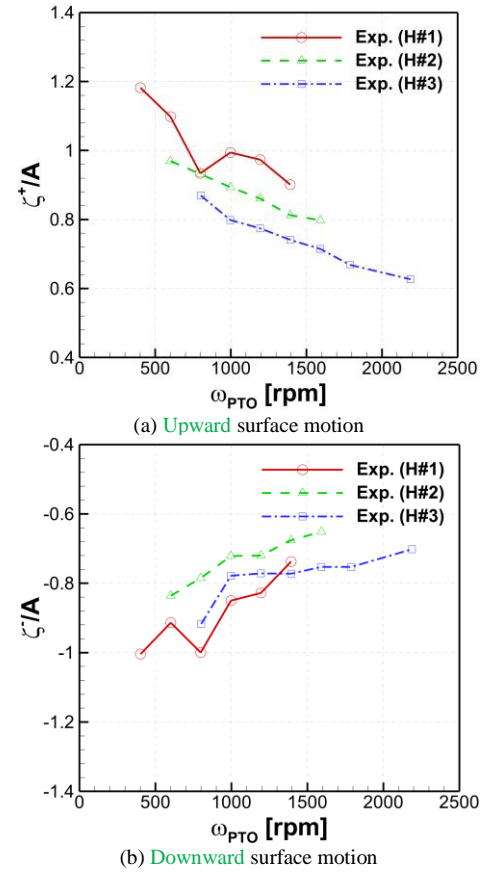 1.4
1.2
1
0.8
0.6
0.4
ζ⁺/A
Exp. (H#1)
Exp. (H#2)
Exp. (H#3)
0 500 1000 1500 2000 2500
ω_PTO [rpm]
(a) Upward surface motion
-0.4
-0.6
-0.8
-1
-1.2
-1.4
ζ⁻/A
Exp. (H#1)
Exp. (H#2)
Exp. (H#3)
0 500 1000 1500 2000 2500
ω_PTO [rpm]
(b) Downward surface motion